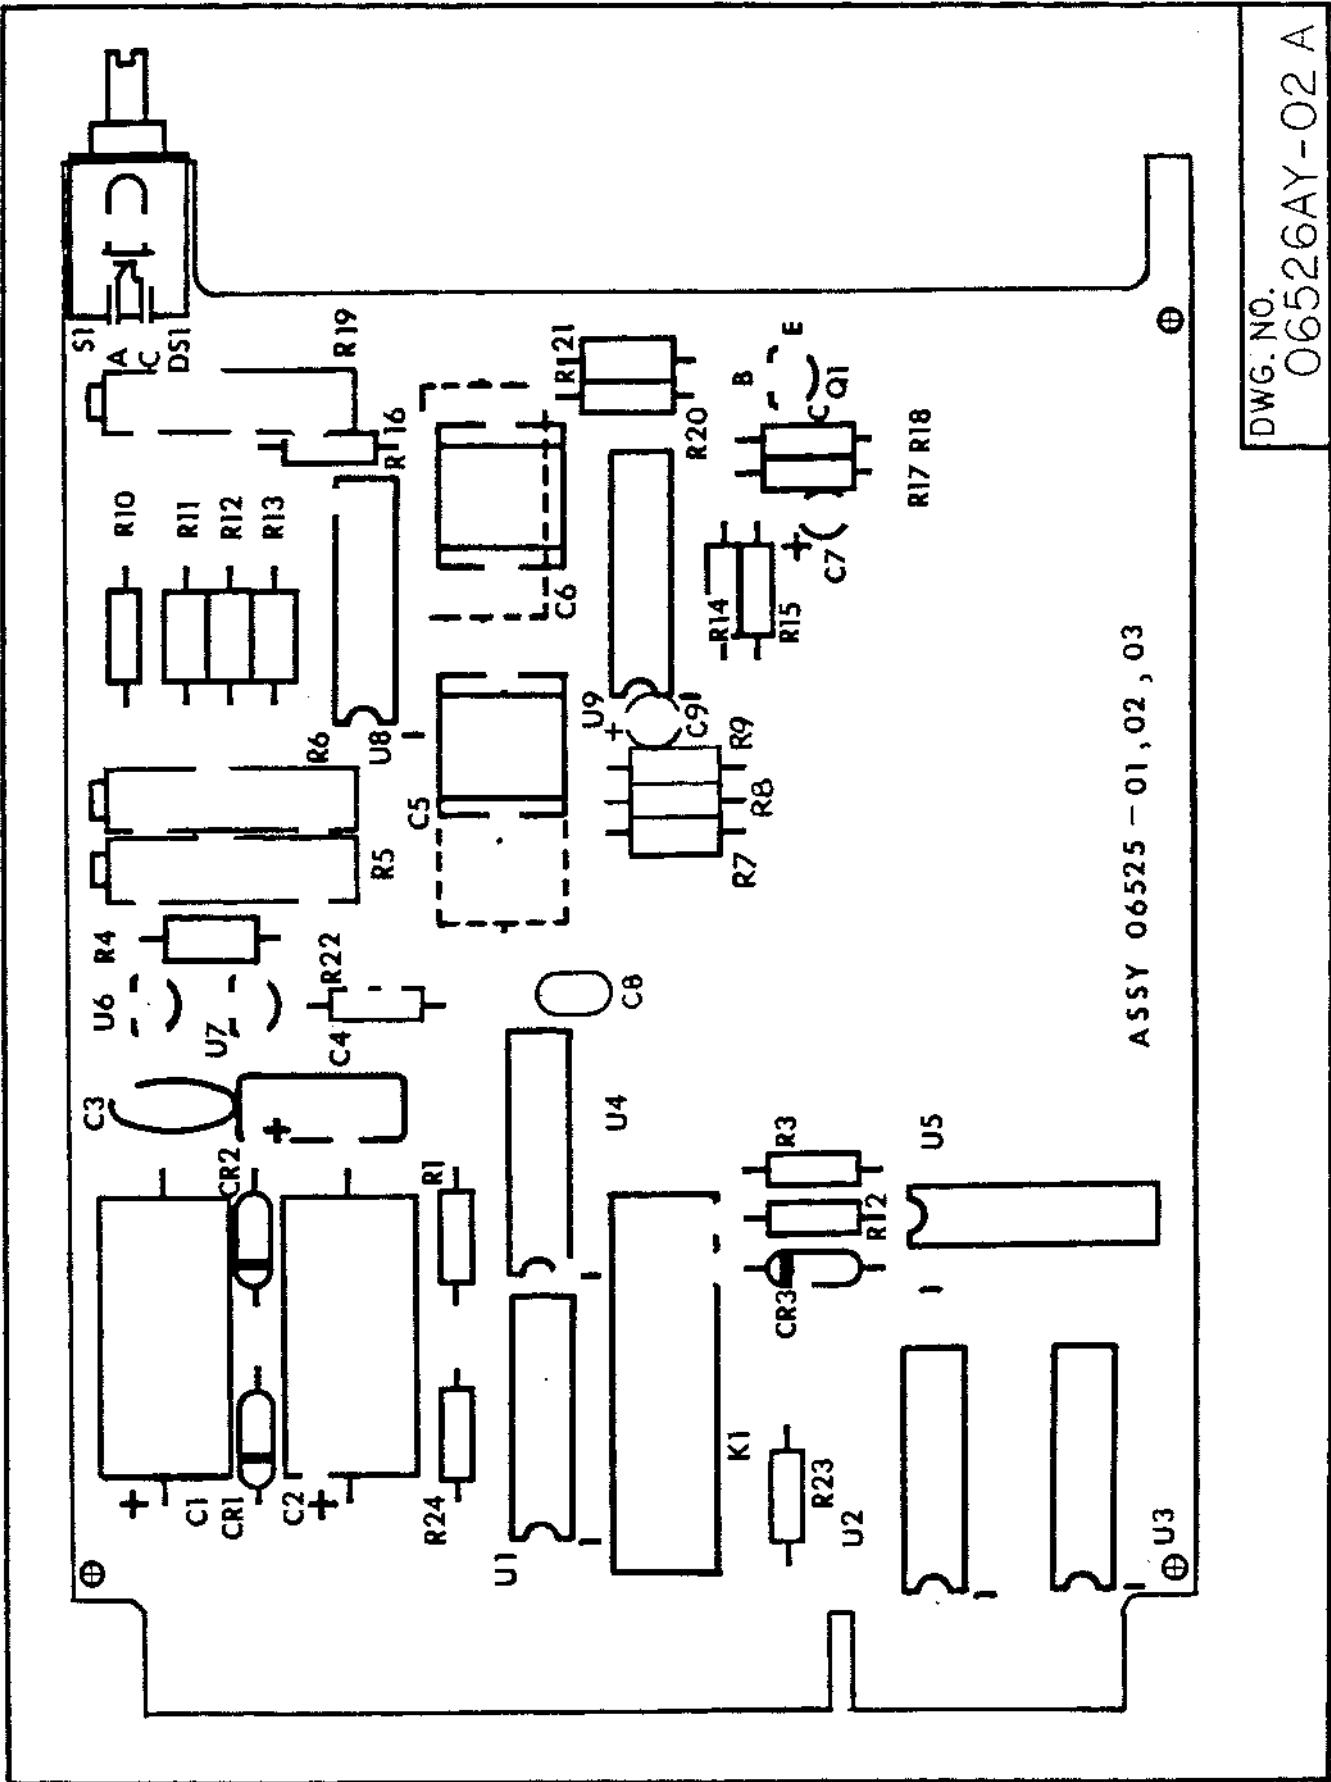 S1
A
C
DS1
R19
R16
R10
R11
R12
R13
R121
B
E
Q1
C
R20
R17 R18
C6
C7
R14
R15
R6
U8
C5
U9
+
C9
R9
R8
R7
R5
R4
U6
U7
R22
C4
C8
C3
+
CR2
R1
U4
R3
U5
R12
CR3
+
C1
CR1
C2
+
R24
U1
K1
R23
U2
U3
+
ASSY 06525-01,02,03
DWG. NO.
06526AY-02 A